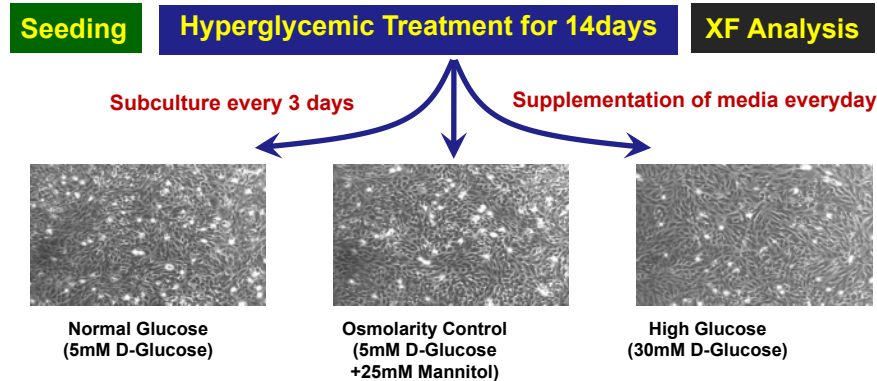 Seeding
Hyperglycemic Treatment for 14days
XF Analysis
Subculture every 3 days
Supplementation of media everyday
Normal Glucose
(5mM D-Glucose)
Osmolarity Control
(5mM D-Glucose
+25mM Mannitol)
High Glucose
(30mM D-Glucose)